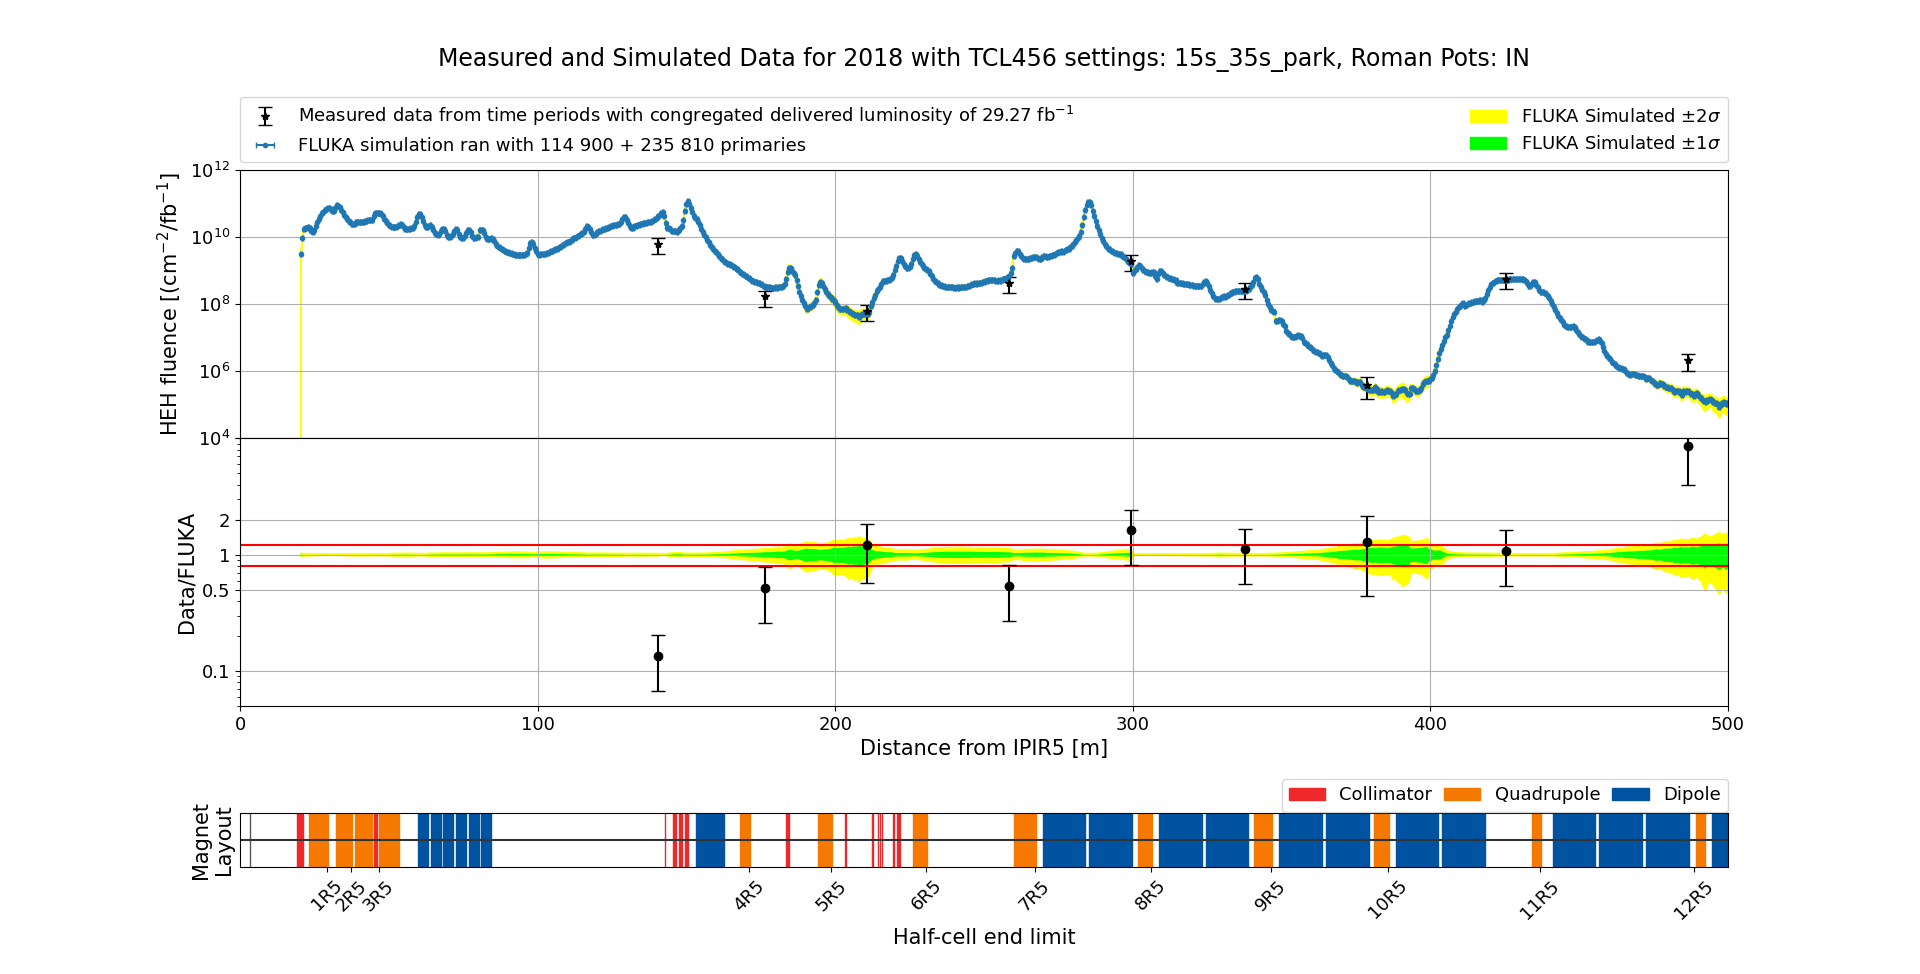 Measured and Simulated Data for 2018 with TCL456 settings: 15s_35s_park, Roman Pots: IN
Measured data from time periods with congregated delivered luminosity of 29.27 fb⁻¹
FLUKA simulation ran with 114 900 + 235 810 primaries
FLUKA Simulated ±2σ
FLUKA Simulated ±1σ
HEH fluence [(cm⁻²/fb⁻¹]
10¹²
10¹⁰
10⁸
10⁶
10⁴
Data/FLUKA
2
1
0.5
0.1
0 100 200 300 400 500
Distance from IPIR5 [m]
Collimator Quadrupole Dipole
Magnet
Layout
1R5 2R5 3R5 4R5 5R5 6R5 7R5 8R5 9R5 10R5 11R5 12R5
Half-cell end limit